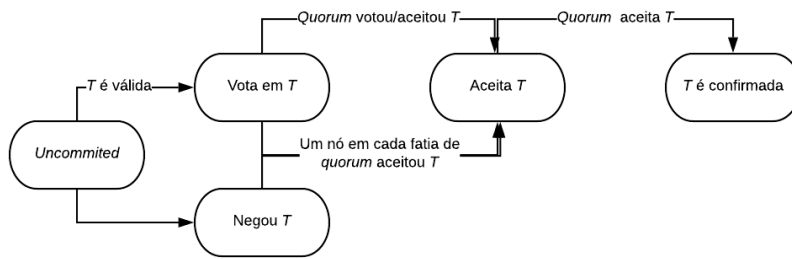 Quorum votou/aceitou T
Quorum aceita T
T é válida
Vota em T
Aceita T
T é confirmada
Uncommited
Um nó em cada fatia de
quorum aceitou T
Negou T